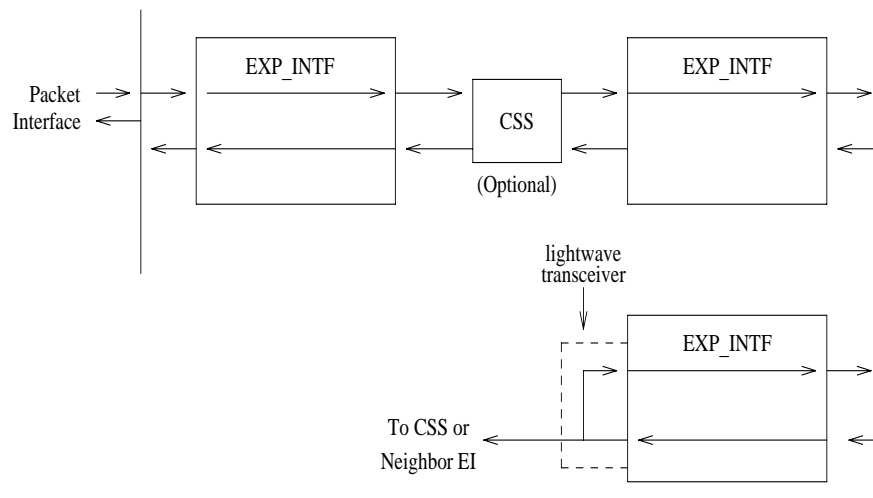 EXP_INTF
EXP_INTF
Packet
Interface
CSS
(Optional)
lightwave
transceiver
EXP_INTF
To CSS or
Neighbor EI